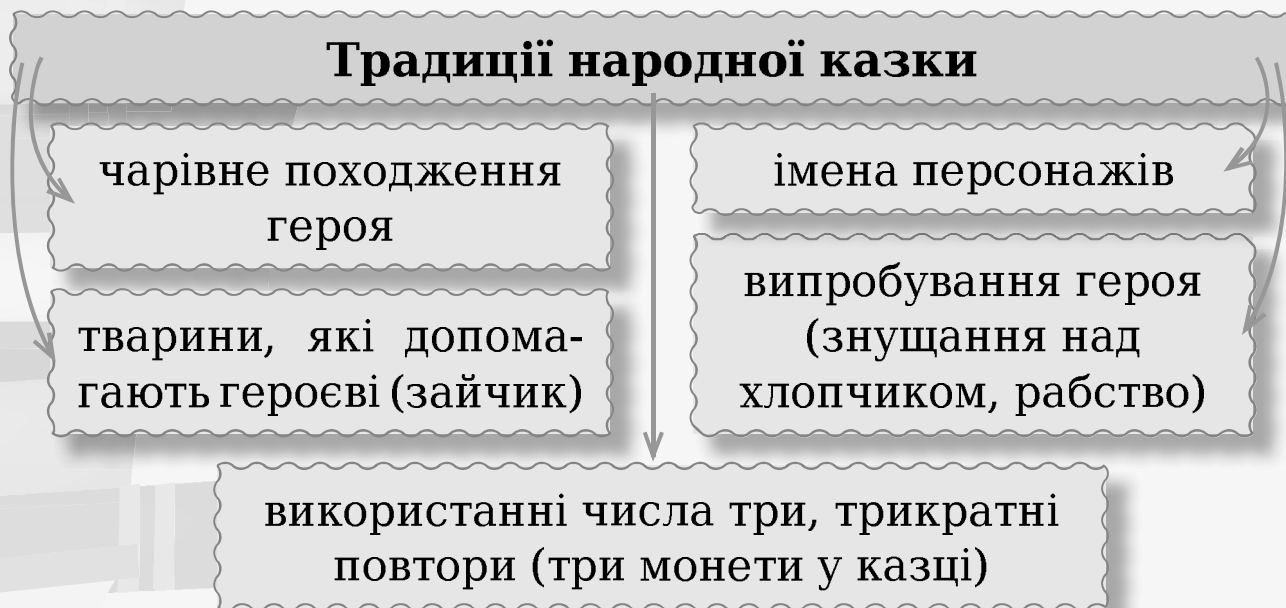 Традиції народної казки
чарівне походження
героя
імена персонажів
тварини, які допома-
гають героєві (зайчик)
випробування героя
(знущання над
хлопчиком, рабство)
використанні числа три, трикратні
повтори (три монети у казці)